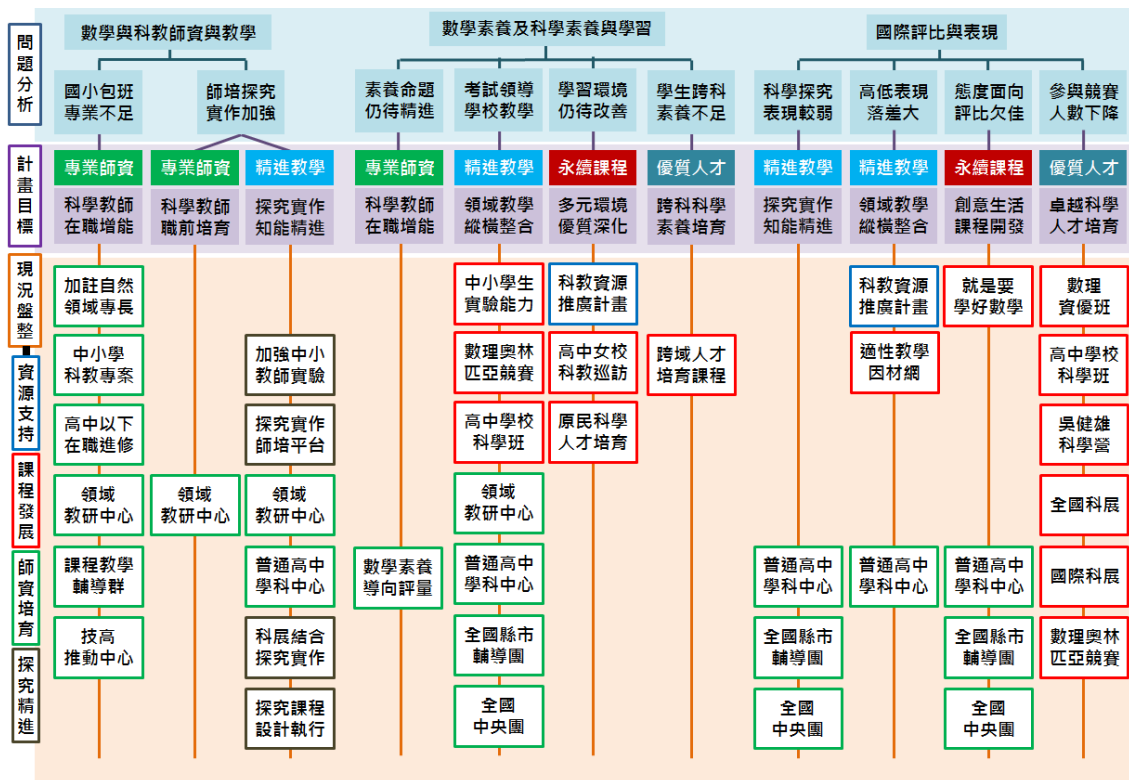 問
題
分
析
數學與科教師資與教學
數學素養及科學素養與學習
國際評比與表現
國小包班
專業不足
師培探究
實作加強
素養命題
仍待精進
考試領導
學校教學
學習環境
仍待改善
學生跨科
素養不足
科學探究
表現較弱
高低表現
落差大
態度面向
評比欠佳
參與競賽
人數下降
計
畫
目
標
專業師資
科學教師
在職增能
專業師資
科學教師
職前培育
精進教學
探究實作
知能精進
專業師資
科學教師
在職增能
精進教學
領域教學
縱橫整合
永續課程
多元環境
優質深化
優質人才
跨科科學
素養培育
精進教學
探究實作
知能精進
精進教學
領域教學
縱橫整合
永續課程
創意生活
課程開發
優質人才
卓越科學
人才培育
現
況
盤
整
資
源
支
持
課
程
發
展
師
資
培
育
探
究
精
進
加註自然
領域專長
中小學
科教專案
高中以下
在職進修
領域
教研中心
課程教學
輔導群
技高
推動中心
領域
教研中心
加強中小
教師實驗
探究實作
師培平台
領域
教研中心
普通高中
學科中心
科展結合
探究實作
探究課程
設計執行
數學素養
導向評量
中小學生
實驗能力
數理奧林
匹亞競賽
高中學校
科學班
領域
教研中心
普通高中
學科中心
全國縣市
輔導團
全國
中央團
科教資源
推廣計畫
高中女校
科教巡訪
原民科學
人才培育
跨域人才
培育課程
普通高中
學科中心
全國縣市
輔導團
全國
中央團
科教資源
推廣計畫
適性教學
因材網
普通高中
學科中心
就是要
學好數學
普通高中
學科中心
全國縣市
輔導團
全國
中央團
數理
資優班
高中學校
科學班
吳健雄
科學營
全國科展
國際科展
數理奧林
匹亞競賽